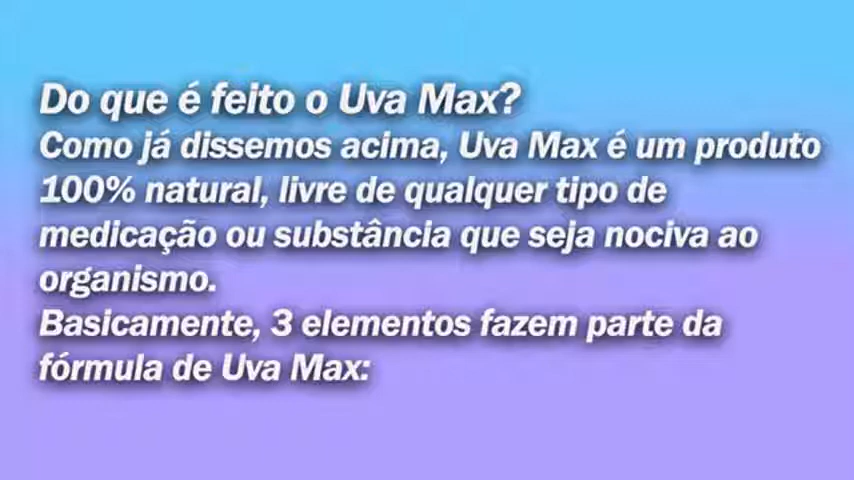 Do que é feito o Uva Max?
Como já dissemos acima, Uva Max é um produto
100% natural, livre de qualquer tipo de
medicação ou substância que seja nociva ao
organismo.
Basicamente, 3 elementos fazem parte da
fórmula de Uva Max: